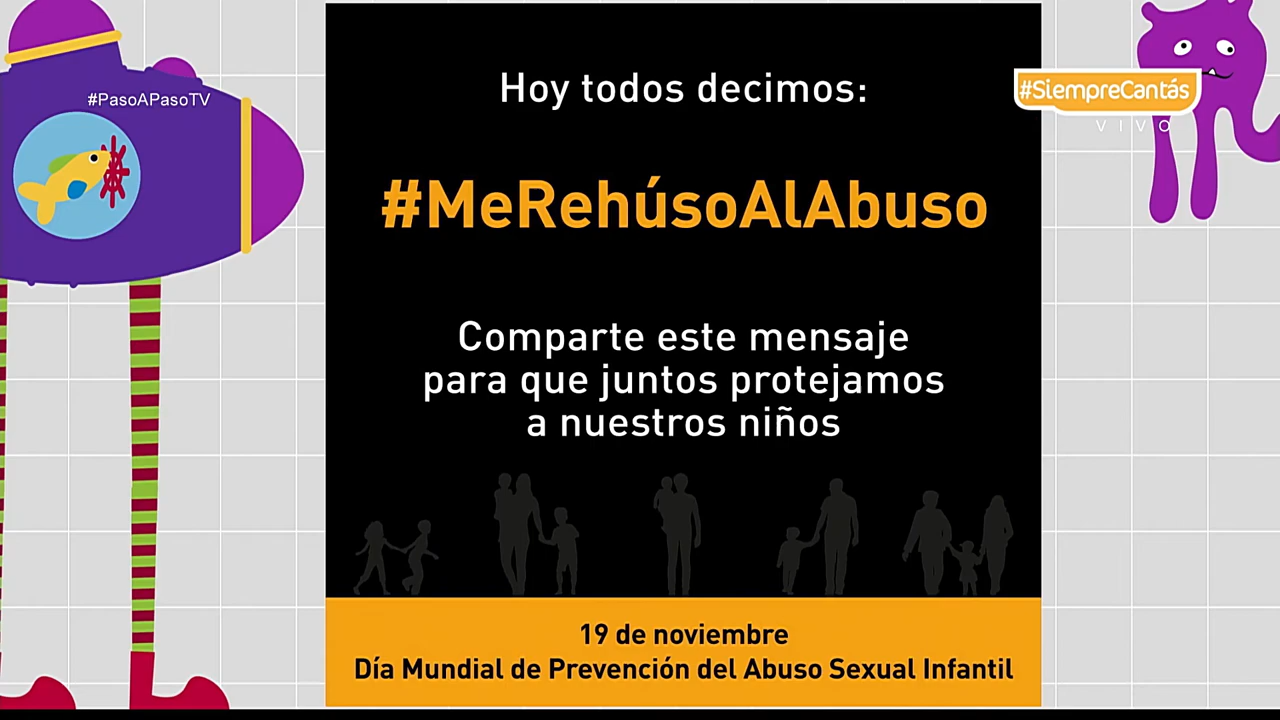 Hoy todos decimos:
#PasoAPasoTV
#SiempreCantás
VIVO
#MeRehúsoAlAbuso
Comparte este mensaje
para que juntos protejamos
a nuestros niños
19 de noviembre
Día Mundial de Prevención del Abuso Sexual Infantil